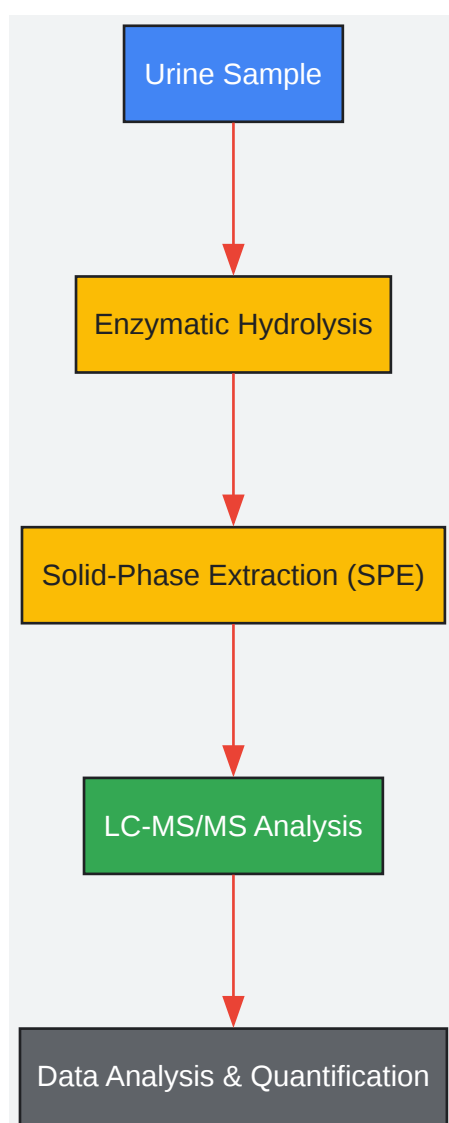 Urine Sample
Enzymatic Hydrolysis
Solid-Phase Extraction (SPE)
LC-MS/MS Analysis
Data Analysis & Quantification